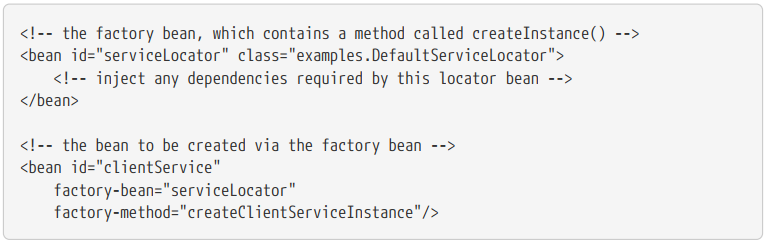 <!-- the factory bean, which contains a method called createInstance() -->
<bean id="serviceLocator" class="examples.DefaultServiceLocator">
    <!-- inject any dependencies required by this locator bean -->
</bean>

<!-- the bean to be created via the factory bean -->
<bean id="clientService"
    factory-bean="serviceLocator"
    factory-method="createClientServiceInstance"/>